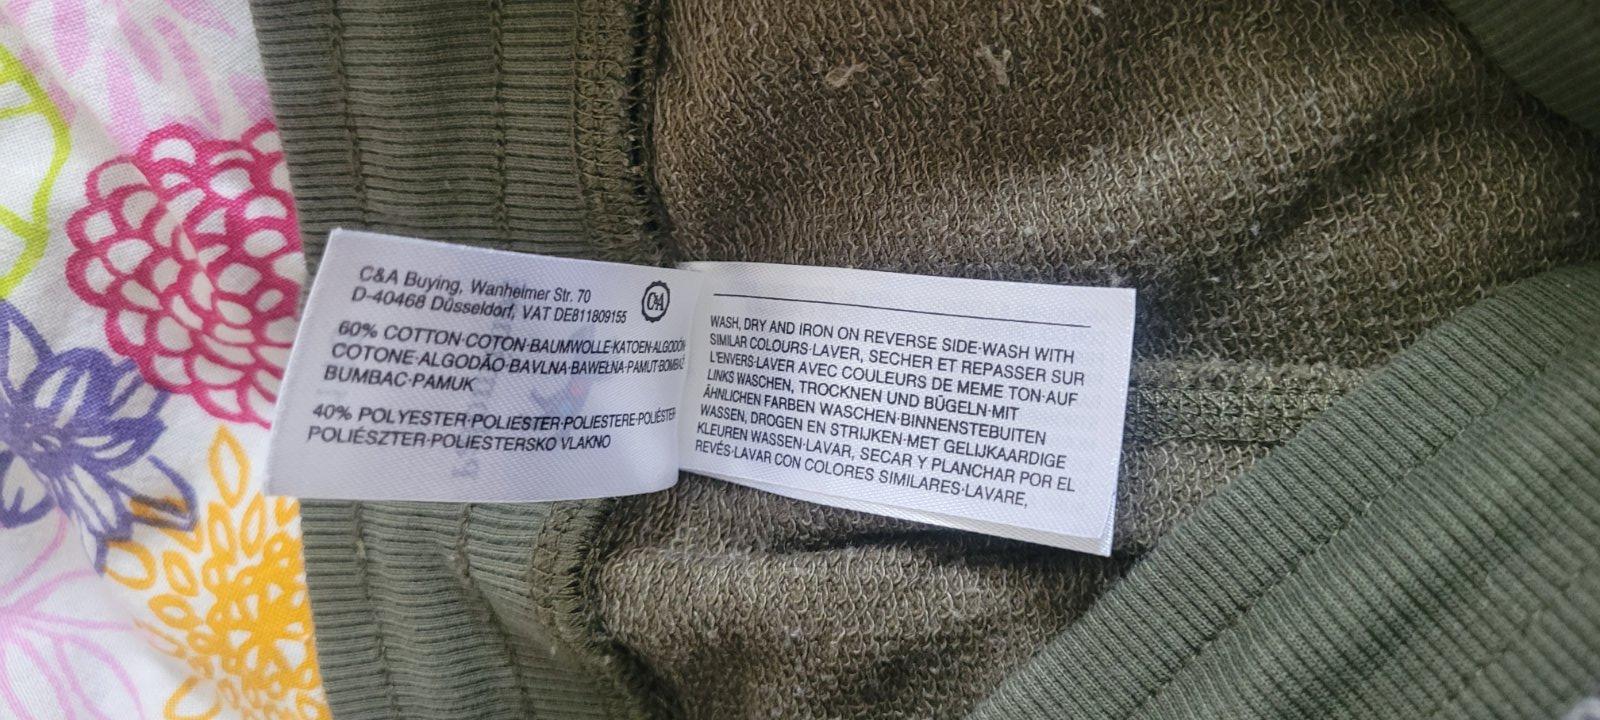 C&A Buying, Wanheimer Str. 70
D-40468 Düsseldorf, VAT DE811809155
C&A
60% COTTON·COTON·BAUMWOLLE·KATOEN·ALGODÓN
COTONE·ALGODÃO·BAVLNA·BAWEŁNA·PAMUT·BOMBAŽ
BUMBAC·PAMUK
40% POLYESTER·POLIESTER·POLIESTERE·POLIÉSTER
POLIÉSZTER·POLIESTERSKO VLAKNO
WASH, DRY AND IRON ON REVERSE SIDE·WASH WITH
SIMILAR COLOURS·LAVER, SECHER ET REPASSER SUR
L'ENVERS·LAVER AVEC COULEURS DE MEME TON·AUF
LINKS WASCHEN, TROCKNEN UND BÜGELN·MIT
ÄHNLICHEN FARBEN WASCHEN·BINNENSTEBUITEN
WASSEN, DROGEN EN STRIJKEN·MET GELIJKAARDIGE
KLEUREN WASSEN·LAVAR, SECAR Y PLANCHAR POR EL
REVÉS·LAVAR CON COLORES SIMILARES·LAVARE,